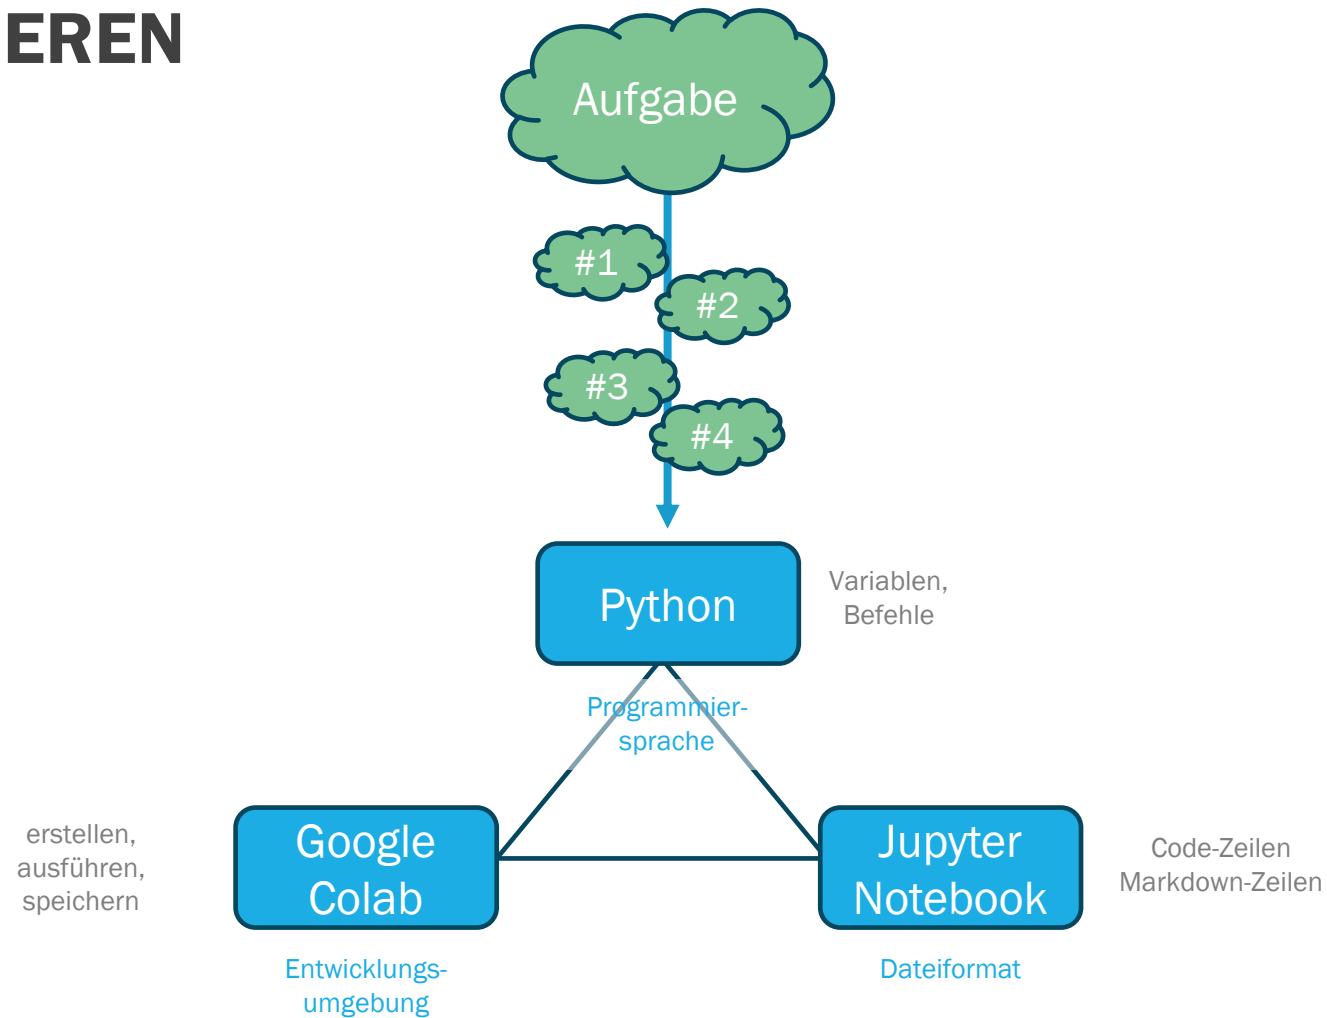 EREN
Aufgabe
#1
#2
#3
#4
Python
Variablen,
Befehle
Programmier-
sprache
erstellen,
ausführen,
speichern
Google
Colab
Entwicklungs-
umgebung
Jupyter
Notebook
Dateiformat
Code-Zeilen
Markdown-Zeilen